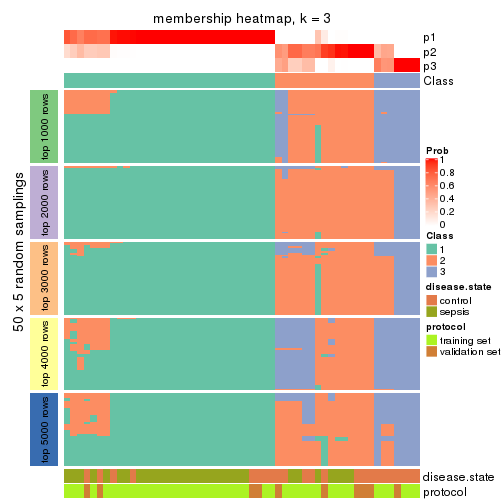 membership heatmap, k = 3
p1
p2
p3
Class
50 x 5 random samplings
top 1000 rows
top 2000 rows
top 3000 rows
top 4000 rows
top 5000 rows
disease.state
protocol
Prob
1
0.8
0.6
0.4
0.2
0
Class
1
2
3
disease.state
control
sepsis
protocol
training set
validation set